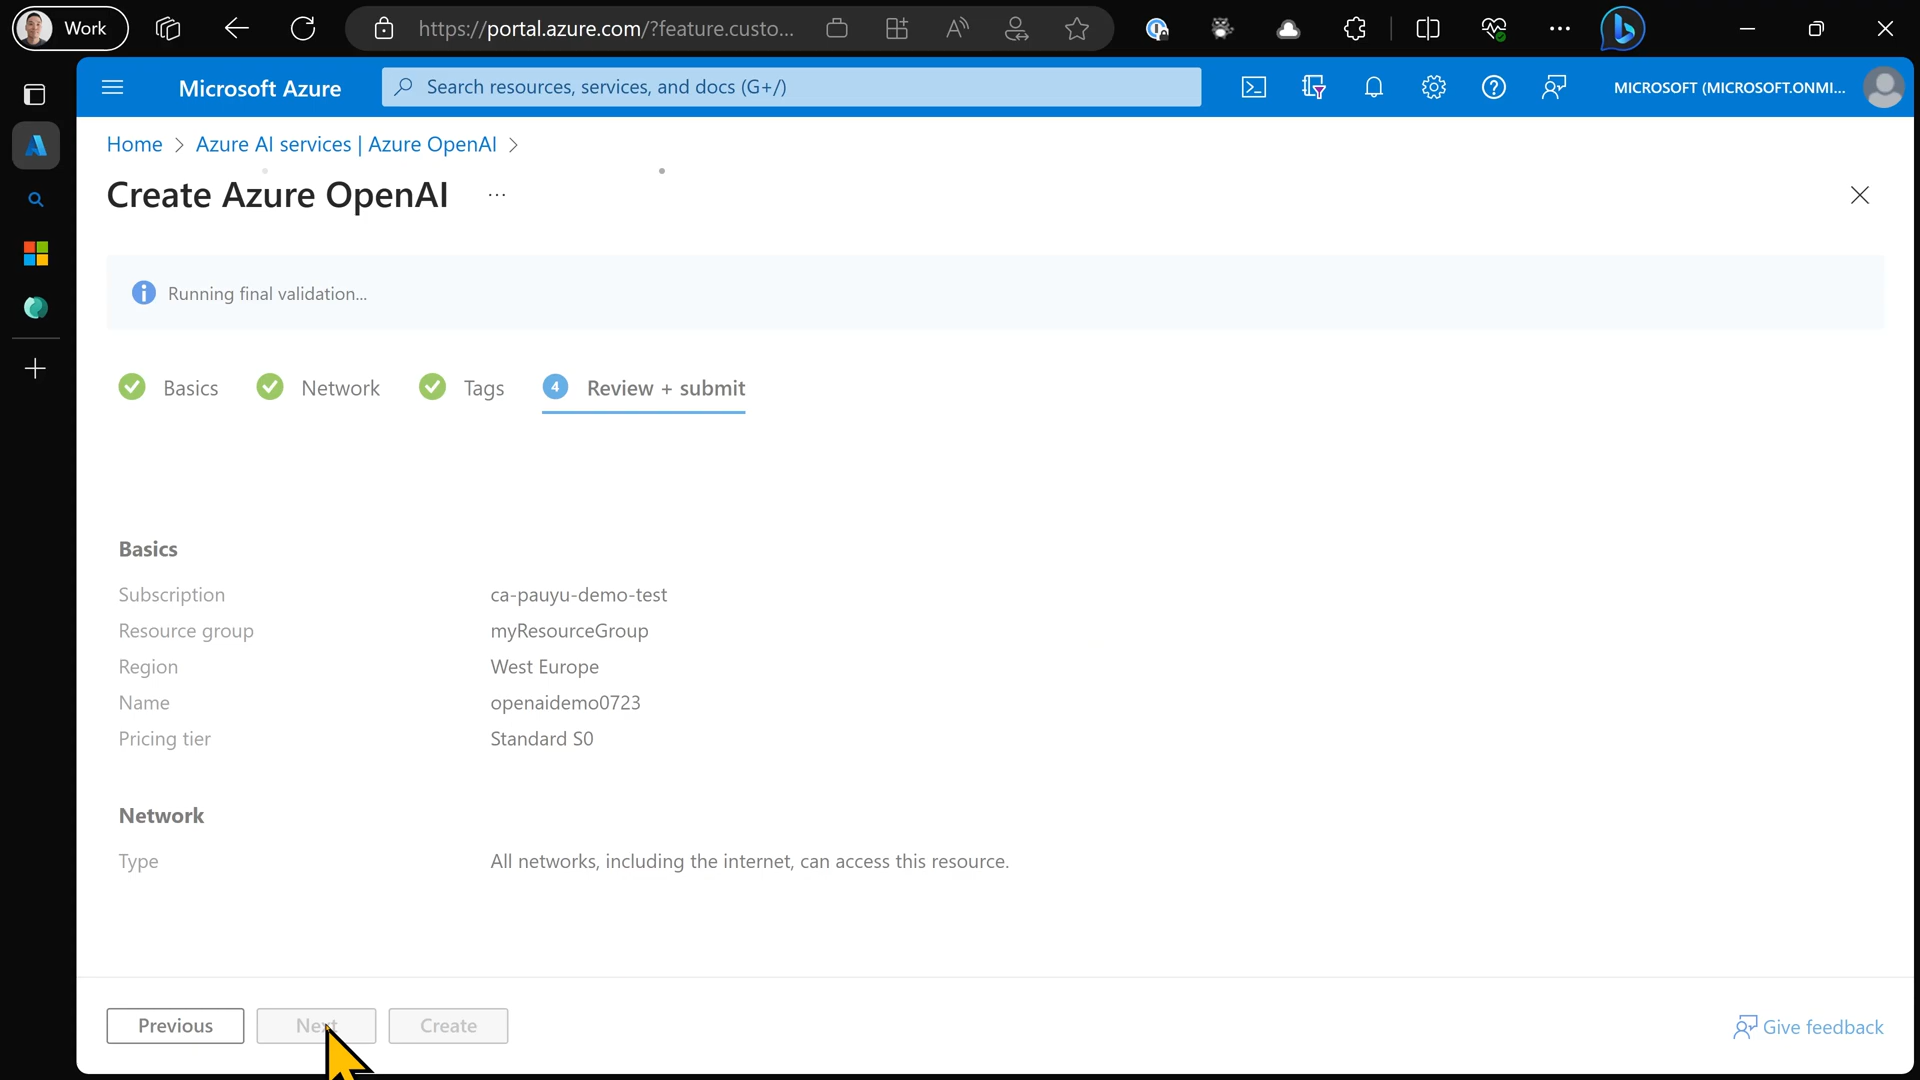 Work
https://portal.azure.com/?feature.custo...
Microsoft Azure
Search resources, services, and docs (G+/)
MICROSOFT (MICROSOFT.ONMI...
Home > Azure AI services | Azure OpenAI >
Create Azure OpenAI ...
Running final validation...
Basics
Network
Tags
4 Review + submit
Basics
Subscription ca-pauyu-demo-test
Resource group myResourceGroup
Region West Europe
Name openaidemo0723
Pricing tier Standard S0
Network
Type All networks, including the internet, can access this resource.
Previous
Next
Create
Give feedback